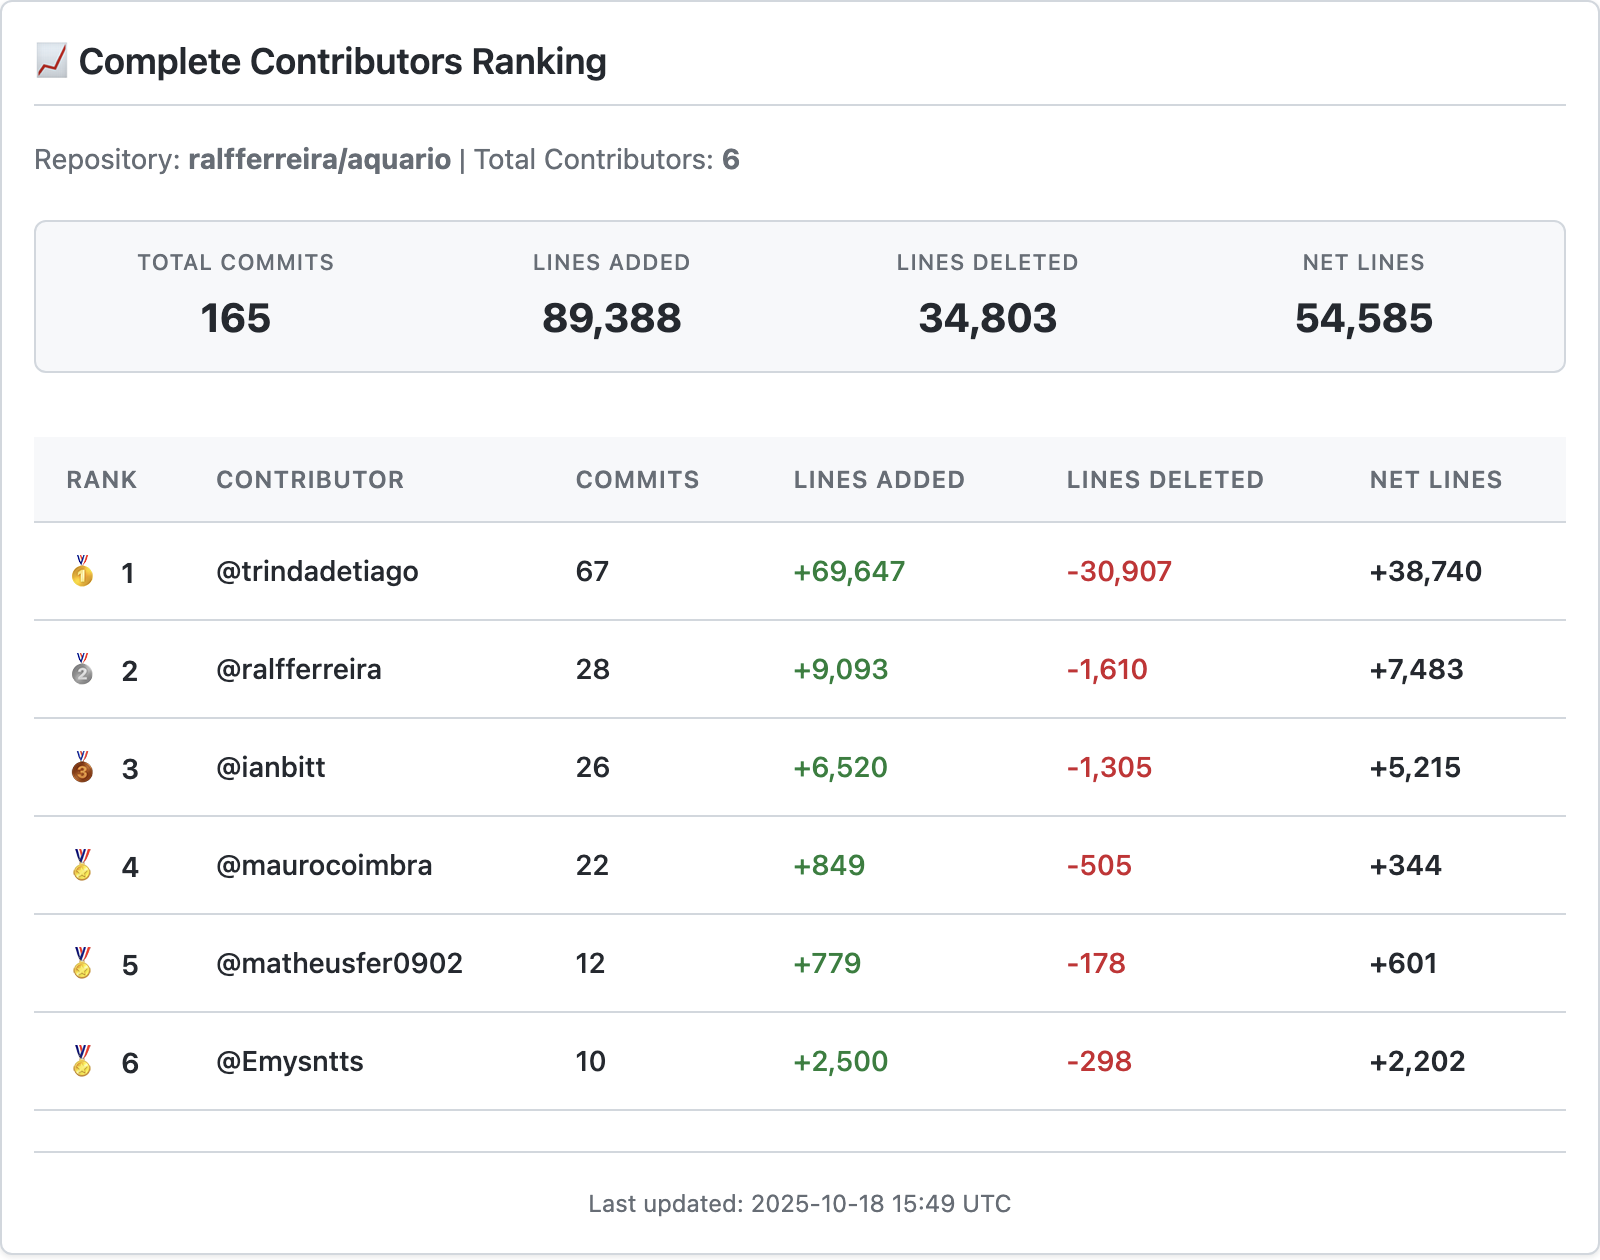 Complete Contributors Ranking
Repository: ralfferreira/aquario | Total Contributors: 6
TOTAL COMMITS LINES ADDED LINES DELETED NET LINES
165 89,388 34,803 54,585
RANK CONTRIBUTOR COMMITS LINES ADDED LINES DELETED NET LINES
1 @trindadetiago 67 +69,647 -30,907 +38,740
2 @ralfferreira 28 +9,093 -1,610 +7,483
3 @ianbitt 26 +6,520 -1,305 +5,215
4 @maurocoimbra 22 +849 -505 +344
5 @matheusfer0902 12 +779 -178 +601
6 @Emysntts 10 +2,500 -298 +2,202
Last updated: 2025-10-18 15:49 UTC